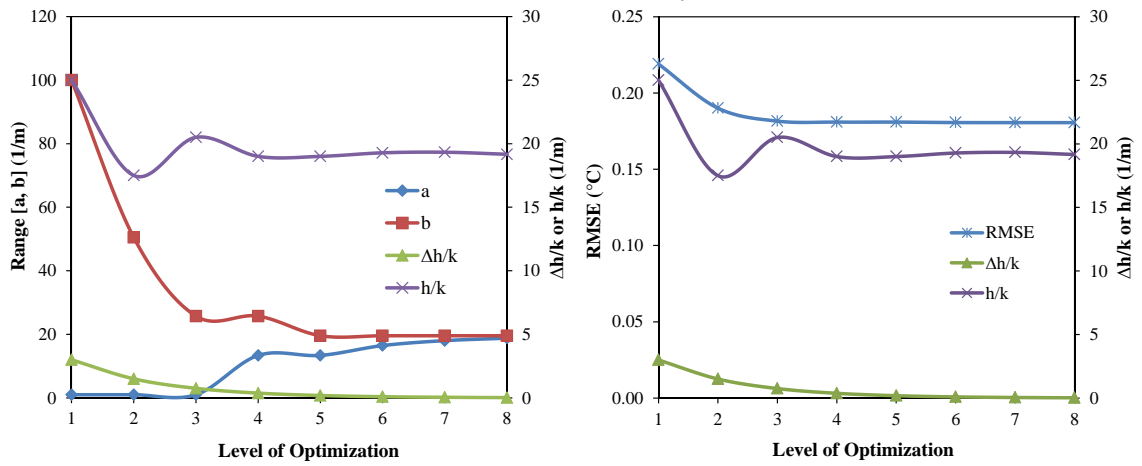 120
100
80
60
40
20
0
Range [a, b] (1/m)
30
25
20
15
10
5
0
Δh/k or h/k (1/m)
a
b
Δh/k
h/k
1 2 3 4 5 6 7 8
Level of Optimization
0.25
0.20
0.15
0.10
0.05
0.00
RMSE (°C)
30
25
20
15
10
5
0
Δh/k or h/k (1/m)
RMSE
Δh/k
h/k
1 2 3 4 5 6 7 8
Level of Optimization